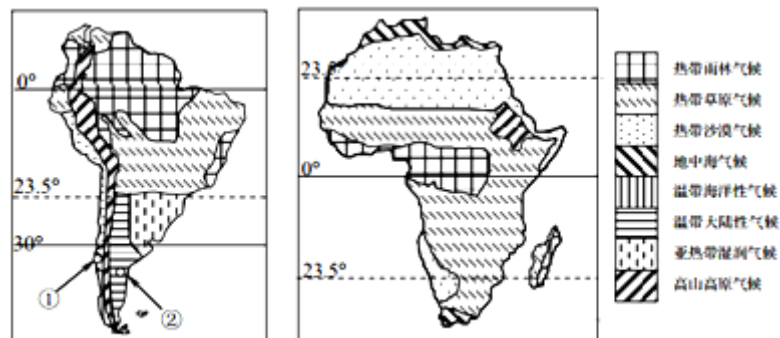 0°
23.5°
30°
①
②
23.5°
0°
23.5°
热带雨林气候
热带草原气候
热带沙漠气候
地中海气候
温带海洋性气候
温带大陆性气候
亚热带湿润气候
高山高原气候